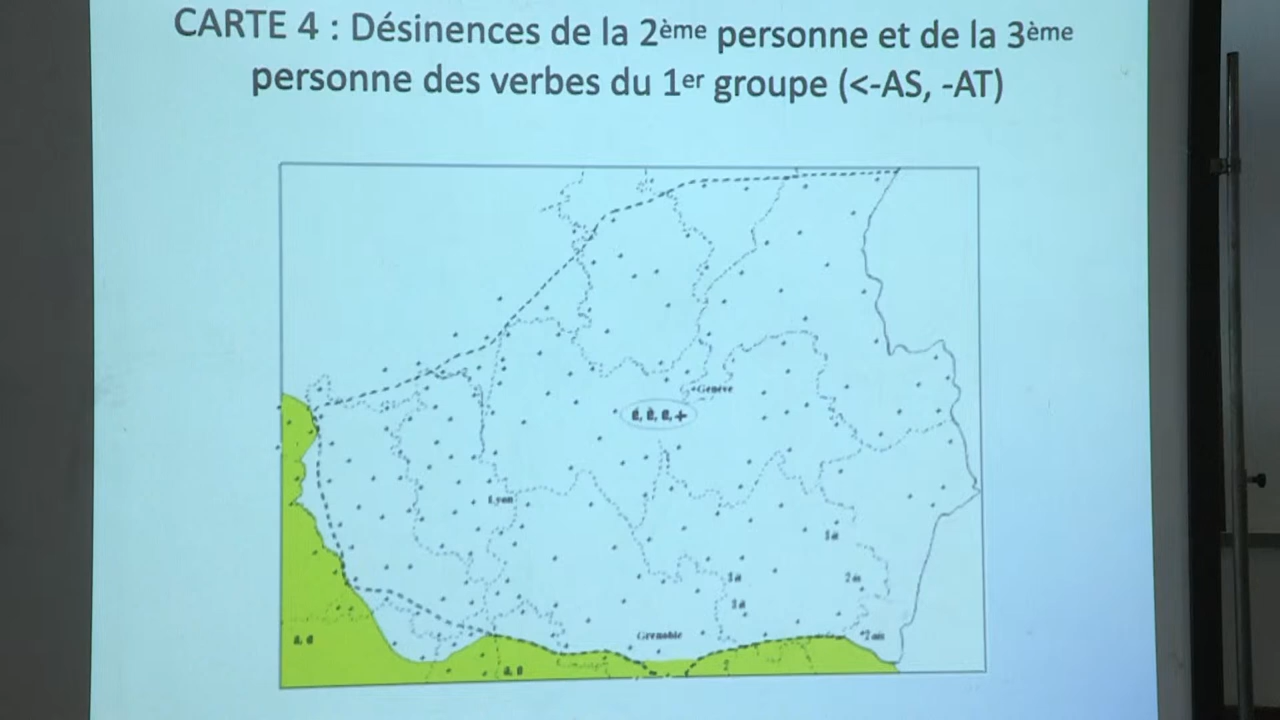 CARTE 4 : Désinences de la 2ème personne et de la 3ème
personne des verbes du 1er groupe (<-AS, -AT)
Genève
Lyon
Grenoble